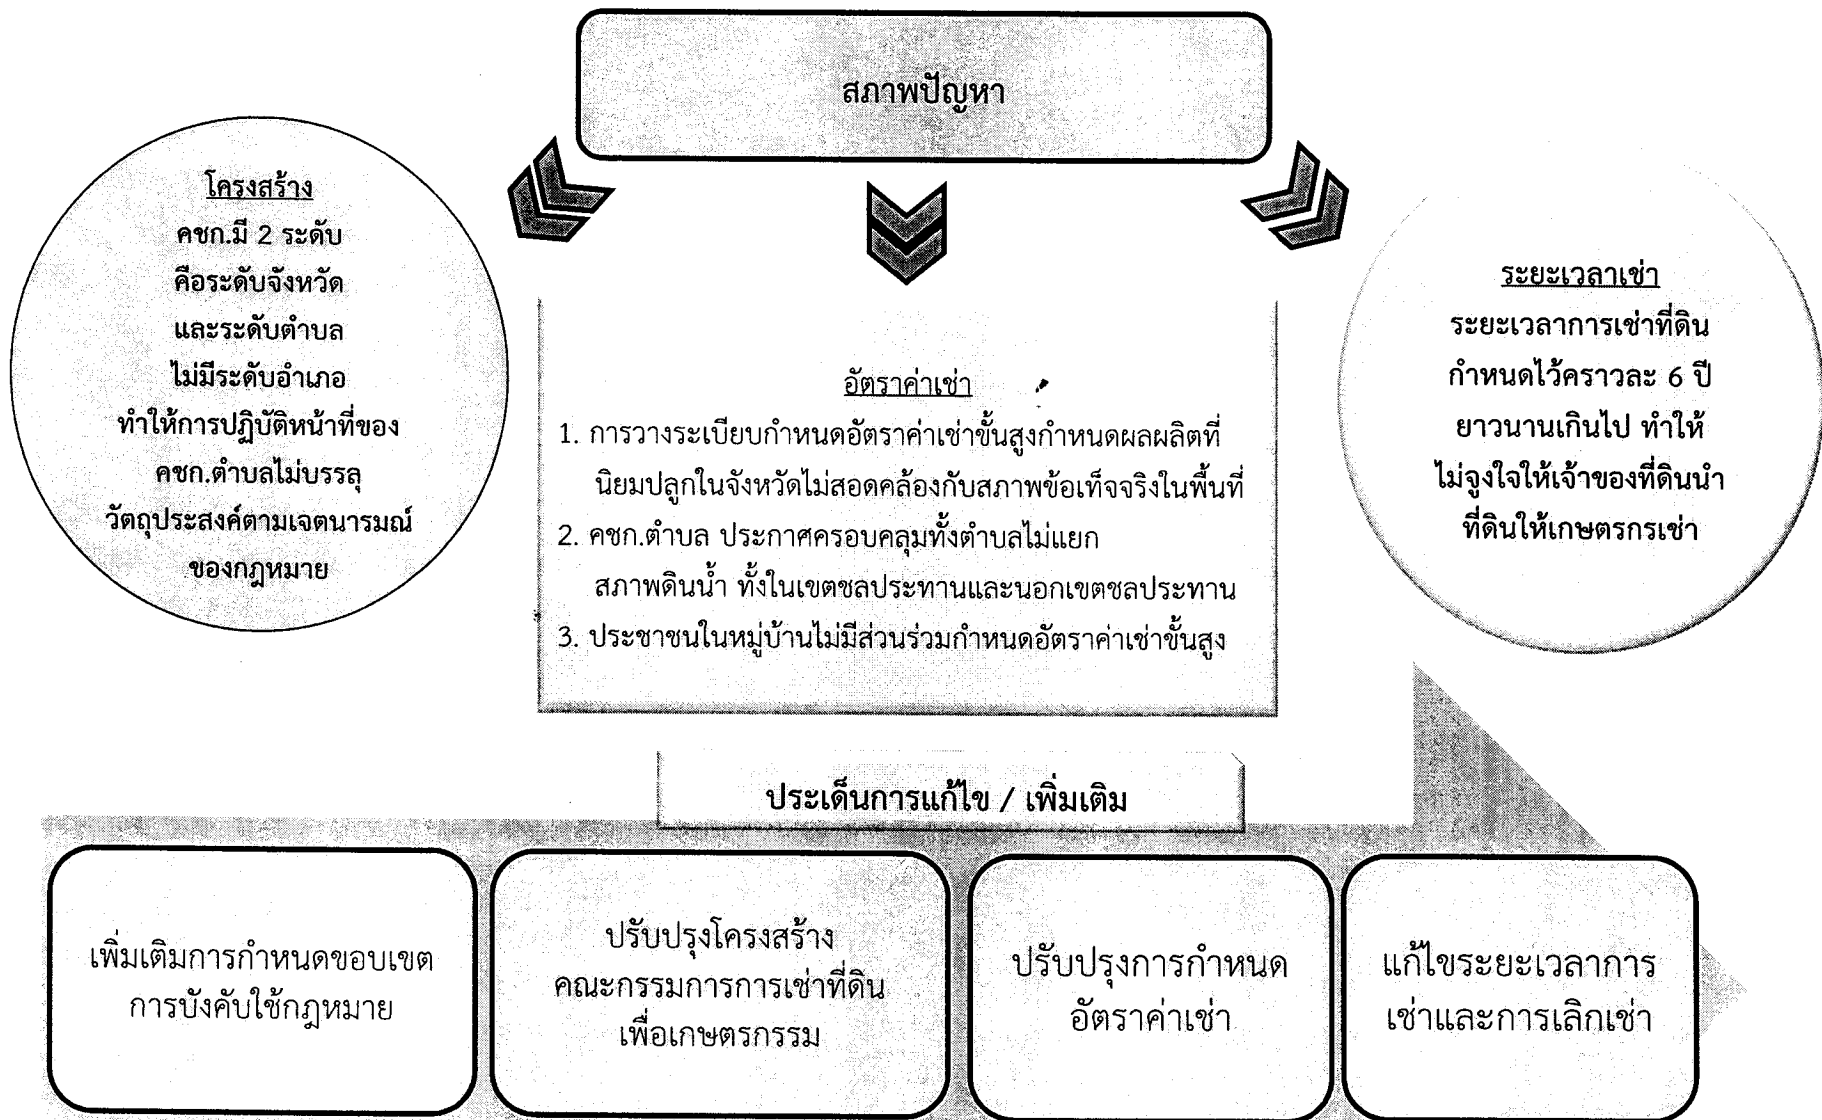 สภาพปัญหา
โครงสร้าง
คชก.มี 2 ระดับ
คือระดับจังหวัด
และระดับตำบล
ไม่มีระดับอำเภอ
ทำให้การปฏิบัติหน้าที่ของ
คชก.ตำบลไม่บรรลุ
วัตถุประสงค์ตามเจตนารมณ์
ของกฎหมาย
อัตราค่าเช่า
1. การวางระเบียบกำหนดอัตราค่าเช่าขั้นสูงกำหนดผลผลิตที่
นิยมปลูกในจังหวัดไม่สอดคล้องกับสภาพข้อเท็จจริงในพื้นที่
2. คชก.ตำบล ประกาศครอบคลุมทั้งตำบลไม่แยก
สภาพดินน้ำ ทั้งในเขตชลประทานและนอกเขตชลประทาน
3. ประชาชนในหมู่บ้านไม่มีส่วนร่วมกำหนดอัตราค่าเช่าขั้นสูง
ระยะเวลาเช่า
ระยะเวลาการเช่าที่ดิน
กำหนดไว้คราวละ 6 ปี
ยาวนานเกินไป ทำให้
ไม่จูงใจให้เจ้าของที่ดินนำ
ที่ดินให้เกษตรกรเช่า
ประเด็นการแก้ไข / เพิ่มเติม
เพิ่มเติมการกำหนดขอบเขต
การบังคับใช้กฎหมาย
ปรับปรุงโครงสร้าง
คณะกรรมการการเช่าที่ดิน
เพื่อเกษตรกรรม
ปรับปรุงการกำหนด
อัตราค่าเช่า
แก้ไขระยะเวลาการ
เช่าและการเลิกเช่า